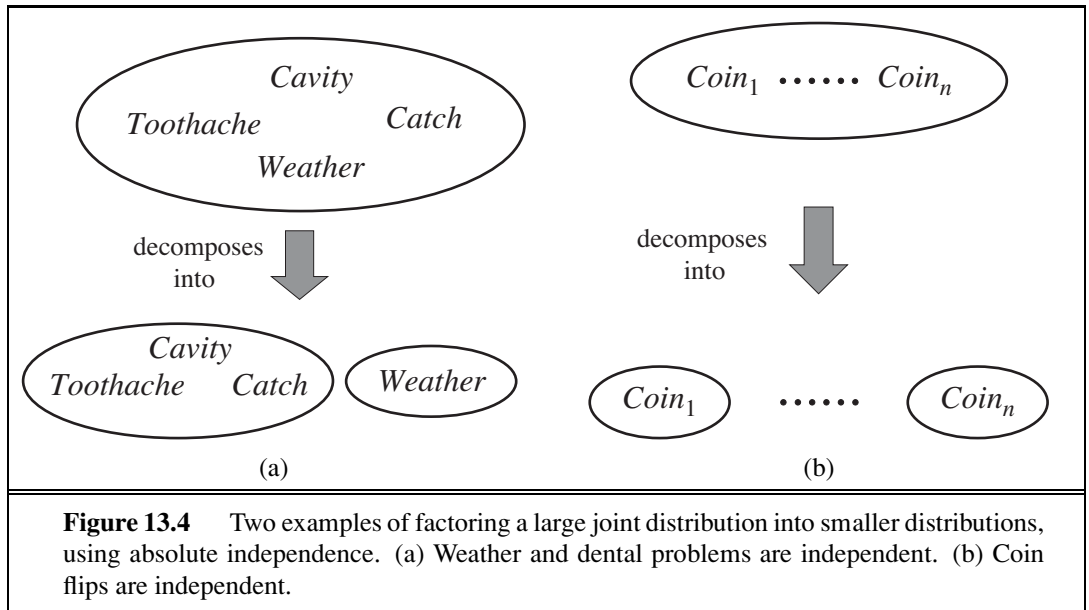 Cavity
Toothache Catch
Weather
decomposes
into
Cavity
Toothache Catch
Weather
(a)
Coin₁ ...... Coinₙ
decomposes
into
Coin₁ ...... Coinₙ
(b)
Figure 13.4 Two examples of factoring a large joint distribution into smaller distributions,
using absolute independence. (a) Weather and dental problems are independent. (b) Coin
flips are independent.